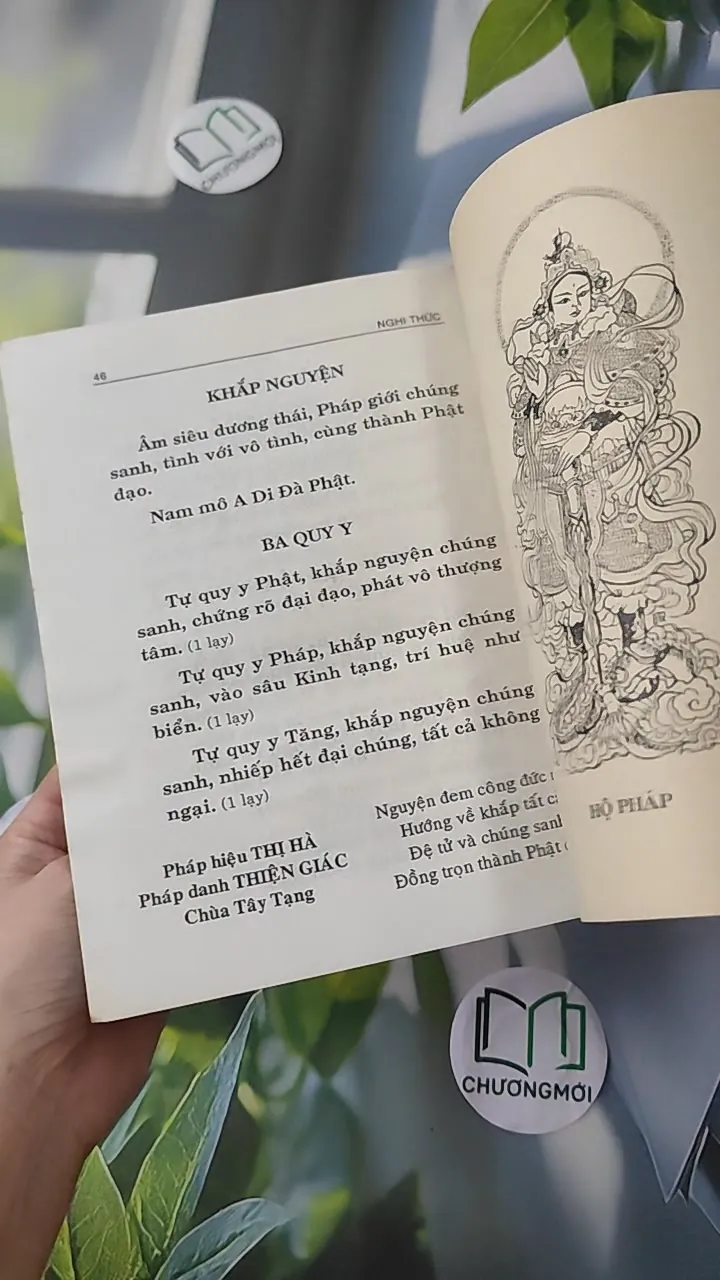 CHƯƠNGMỚI
46
NGHI THỨC
KHẮP NGUYỆN
Âm siêu dương thái, Pháp giới chúng
sanh, tình với vô tình, cùng thành Phật
đạo.
Nam mô A Di Đà Phật.
BA QUY Y
Tự quy y Phật, khắp nguyện chúng
sanh, chứng rõ đại đạo, phát vô thượng
tâm. (1 lạy)
Tự quy y Pháp, khắp nguyện chúng
sanh, vào sâu Kinh tạng, trí huệ như
biển. (1 lạy)
Tự quy y Tăng, khắp nguyện chúng
sanh, nhiếp hết đại chúng, tất cả không
ngại. (1 lạy)
Pháp hiệu THỊ HÀ
Pháp danh THIỆN GIÁC
Chùa Tây Tạng
Nguyện đem công đức
Hướng về khắp tất
Đệ tử và chúng
Đồng trọn thành Phật
HỘ PHÁP
CHƯƠNGMỚI